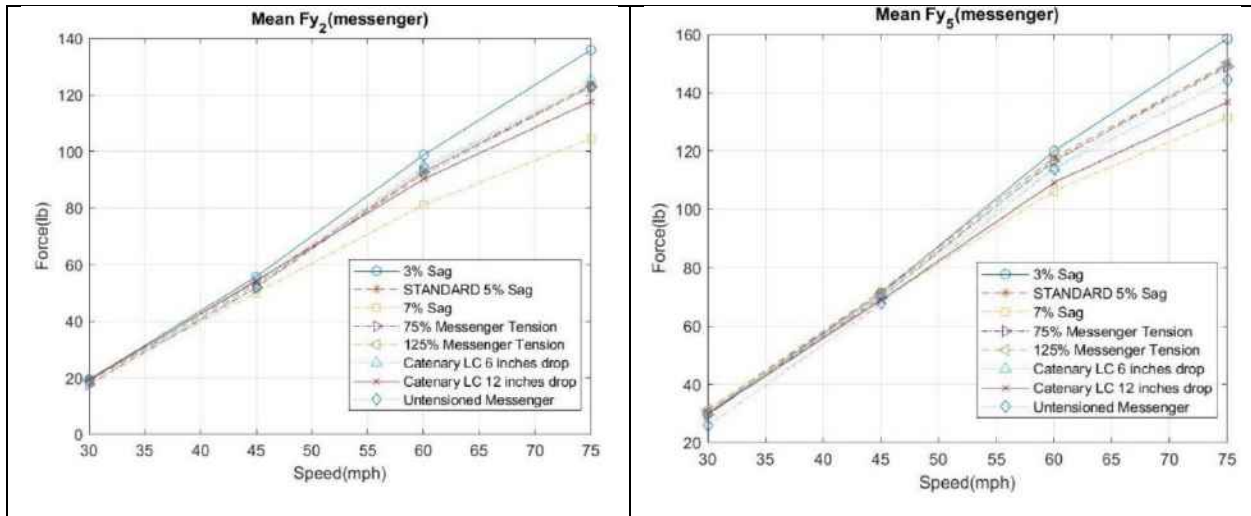 Mean Fy2(messenger)
140
120
100
80
60
40
20
0
Force(lb)
3% Sag
STANDARD 5% Sag
7% Sag
75% Messenger Tension
125% Messenger Tension
Catenary LC 6 inches drop
Catenary LC 12 inches drop
Untensioned Messenger
30 35 40 45 50 55 60 65 70 75
Speed(mph)
Mean Fy5(messenger)
160
140
120
100
80
60
40
20
Force(lb)
3% Sag
STANDARD 5% Sag
7% Sag
75% Messenger Tension
125% Messenger Tension
Catenary LC 6 inches drop
Catenary LC 12 inches drop
Untensioned Messenger
30 35 40 45 50 55 60 65 70 75
Speed(mph)